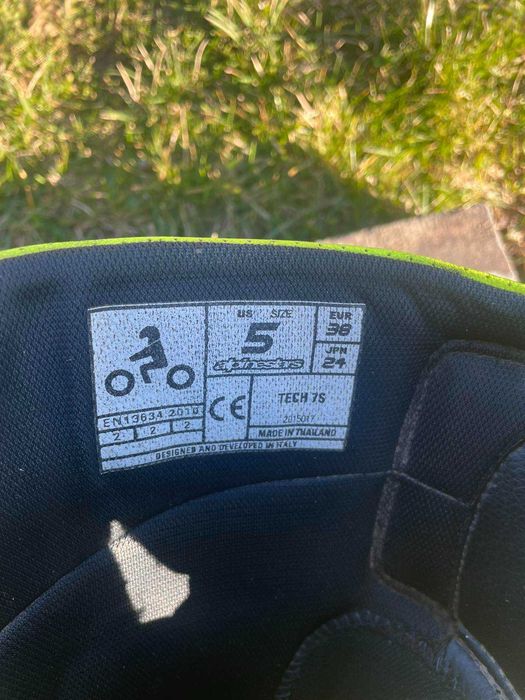 US SIZE
5
alpinestars
EUR
38
JPN
24
EN13634:2010
2 2 2
CE
TECH 7S
2015017
MADE IN THAILAND
DESIGNED AND DEVELOPED IN ITALY